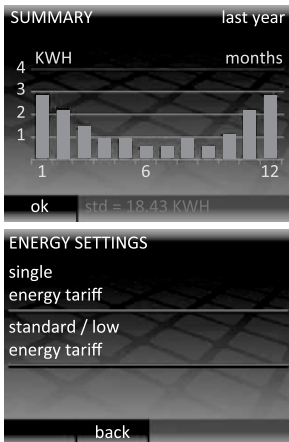 SUMMARY last year
KWH months
4
3
2
1
1 6 12
ok std = 18.43 KWH
ENERGY SETTINGS
single
energy tariff
standard / low
energy tariff
back